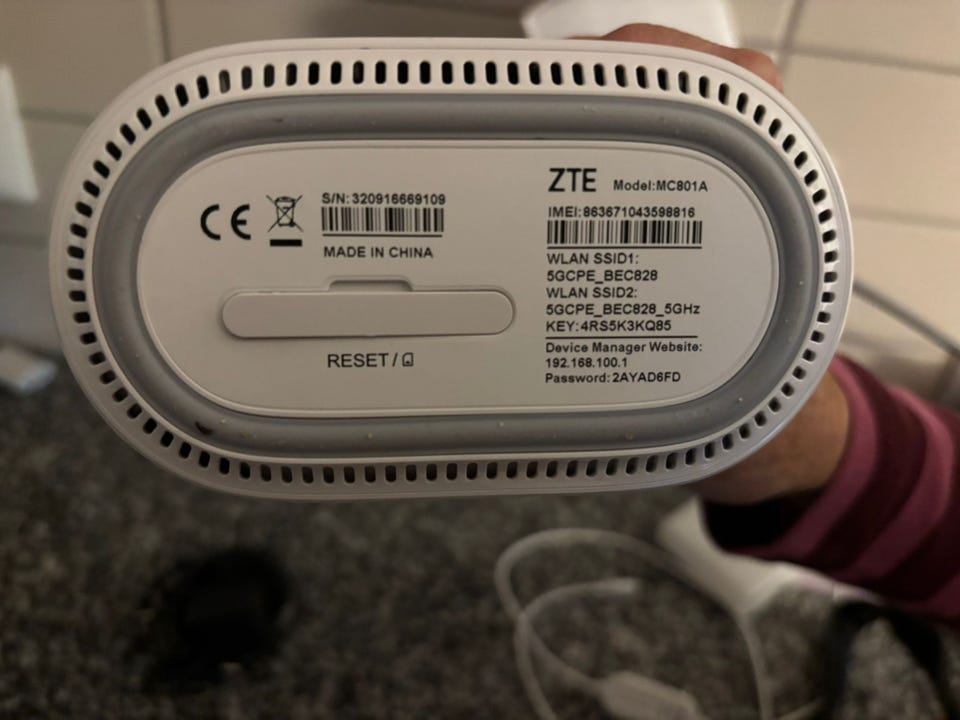 CE
S/N: 320916669109
MADE IN CHINA
RESET /
ZTE Model:MC801A
IMEI:863671043598816
WLAN SSID1:
5GCPE_BEC828
WLAN SSID2:
5GCPE_BEC828_5GHz
KEY:4RS5K3KQ85
Device Manager Website:
192.168.100.1
Password: 2AYAD6FD